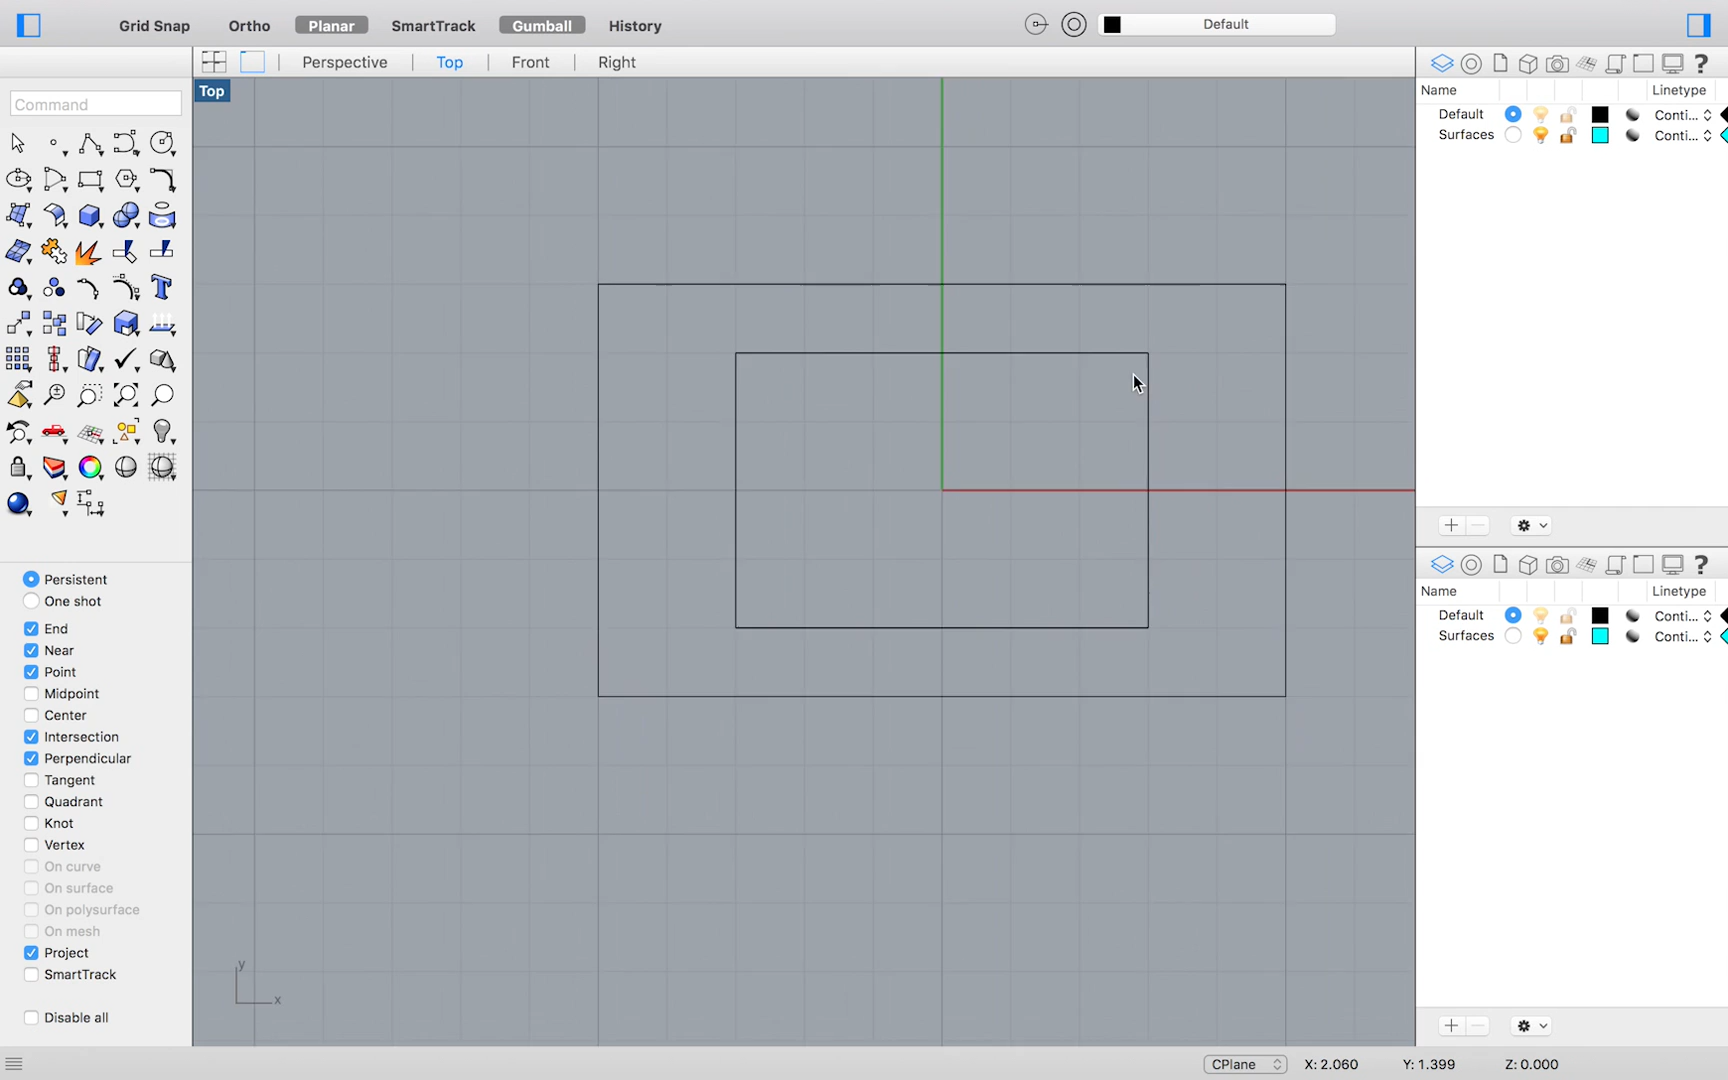 Grid Snap Ortho Planar SmartTrack Gumball History Default
Perspective Top Front Right
Top
Command
Persistent
One shot
End
Near
Point
Midpoint
Center
Intersection
Perpendicular
Tangent
Quadrant
Knot
Vertex
On curve
On surface
On polysurface
On mesh
Project
SmartTrack
Disable all
y
x
Name Linetype
Default Conti...
Surfaces Conti...
Name Linetype
Default Conti...
Surfaces Conti...
CPlane X: 2.060 Y: 1.399 Z: 0.000